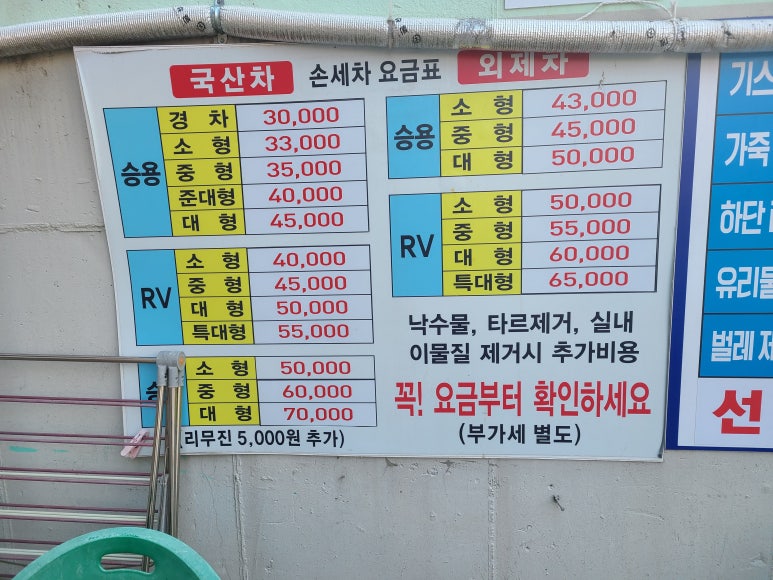 국산차 손세차 요금표 외제차
승용
경 차 30,000
소 형 33,000
중 형 35,000
준대형 40,000
대 형 45,000
RV
소 형 40,000
중 형 45,000
대 형 50,000
특대형 55,000
소 형 50,000
중 형 60,000
대 형 70,000
리무진 5,000원 추가)
승용
소 형 43,000
중 형 45,000
대 형 50,000
RV
소 형 50,000
중 형 55,000
대 형 60,000
특대형 65,000
낙수물, 타르제거, 실내
이물질 제거시 추가비용
꼭! 요금부터 확인하세요
(부가세 별도)
기스
가죽
하단
유리
벌레
선